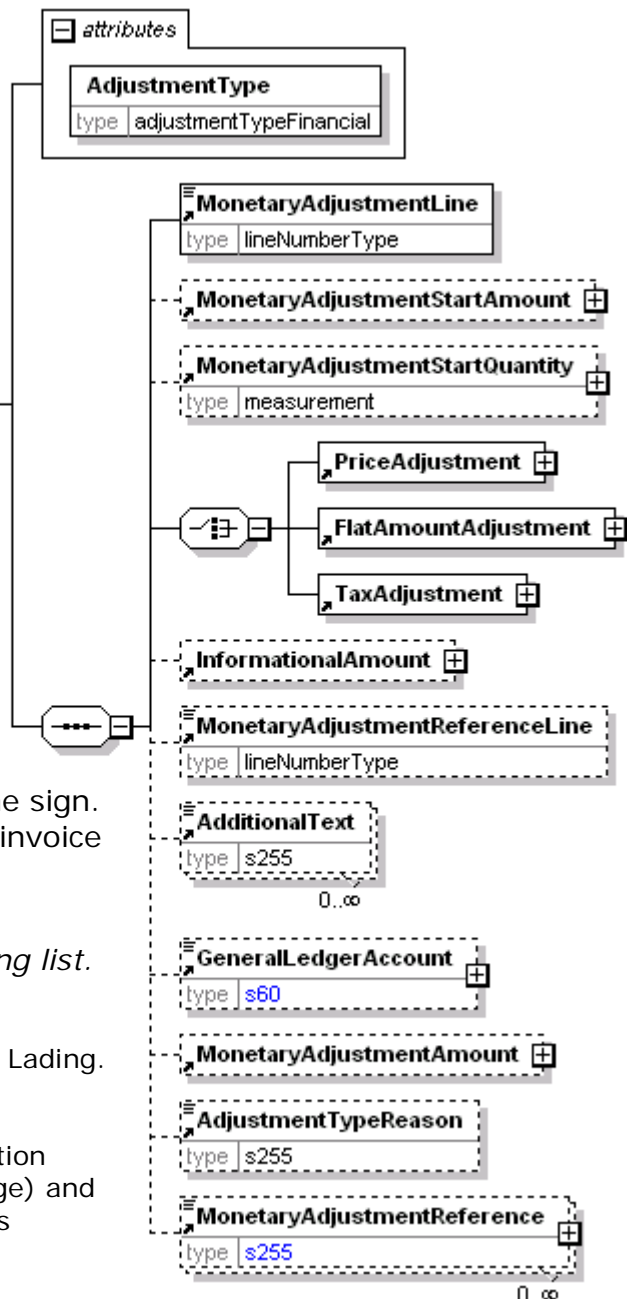 attributes
AdjustmentType
type adjustmentTypeFinancial
MonetaryAdjustmentLine
type lineNumberType
MonetaryAdjustmentStartAmount
MonetaryAdjustmentStartQuantity
type measurement
PriceAdjustment
FlatAmountAdjustment
TaxAdjustment
InformationalAmount
MonetaryAdjustmentReferenceLine
type lineNumberType
e sign.
invoice
AdditionalText
type s255
0..∞
ng list.
GeneralLedgerAccount
type s60
Lading.
MonetaryAdjustmentAmount
AdjustmentTypeReason
type s255
tion
ge) and
s
MonetaryAdjustmentReference
type s255
0..∞